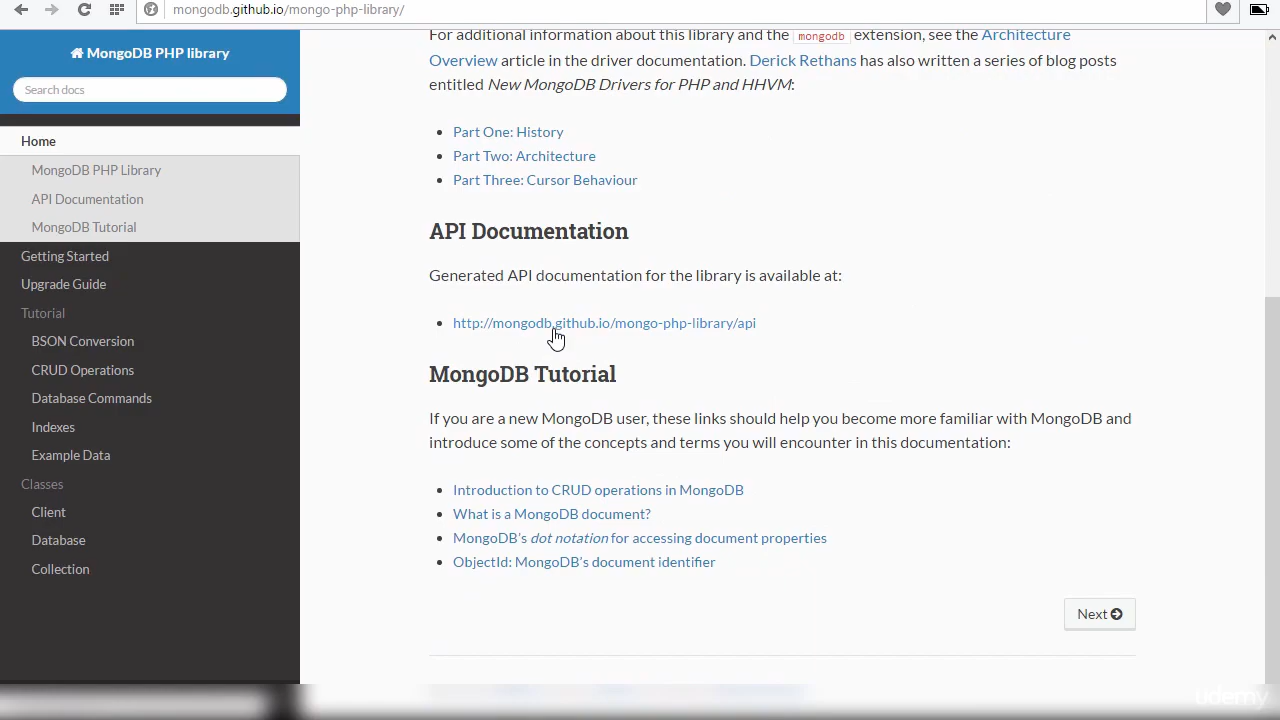 mongodb.github.io/mongo-php-library/
MongoDB PHP library
Search docs
Home
MongoDB PHP Library
API Documentation
MongoDB Tutorial
Getting Started
Upgrade Guide
Tutorial
BSON Conversion
CRUD Operations
Database Commands
Indexes
Example Data
Classes
Client
Database
Collection
For additional information about this library and the mongodb extension, see the Architecture
Overview article in the driver documentation. Derick Rethans has also written a series of blog posts
entitled New MongoDB Drivers for PHP and HHVM:
Part One: History
Part Two: Architecture
Part Three: Cursor Behaviour
API Documentation
Generated API documentation for the library is available at:
http://mongodb.github.io/mongo-php-library/api
MongoDB Tutorial
If you are a new MongoDB user, these links should help you become more familiar with MongoDB and
introduce some of the concepts and terms you will encounter in this documentation:
Introduction to CRUD operations in MongoDB
What is a MongoDB document?
MongoDB's dot notation for accessing document properties
ObjectId: MongoDB's document identifier
Next
udemy